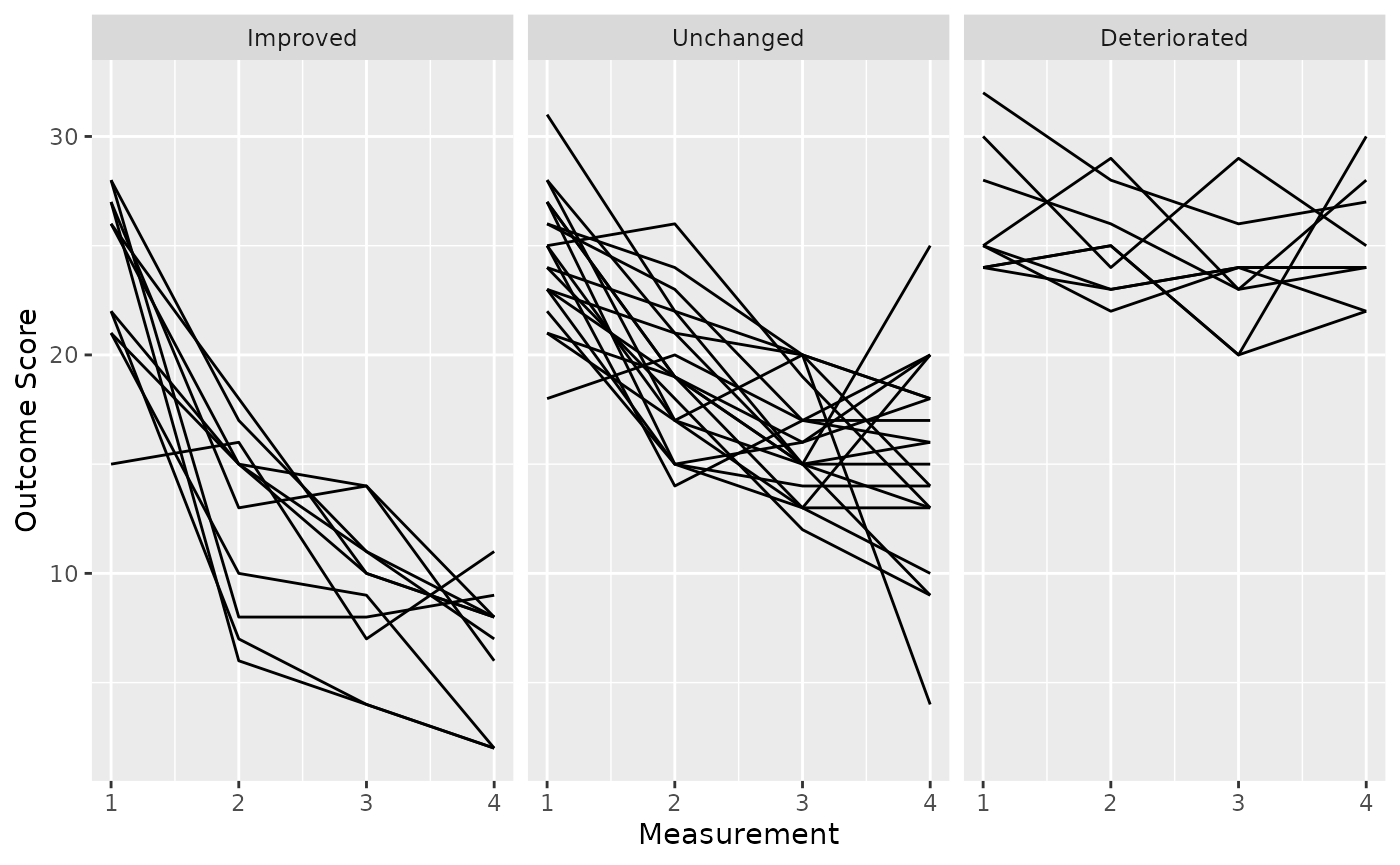 Improved
Unchanged
Deteriorated
Outcome Score
30
20
10
1 2 3 4
1 2 3 4
1 2 3 4
Measurement